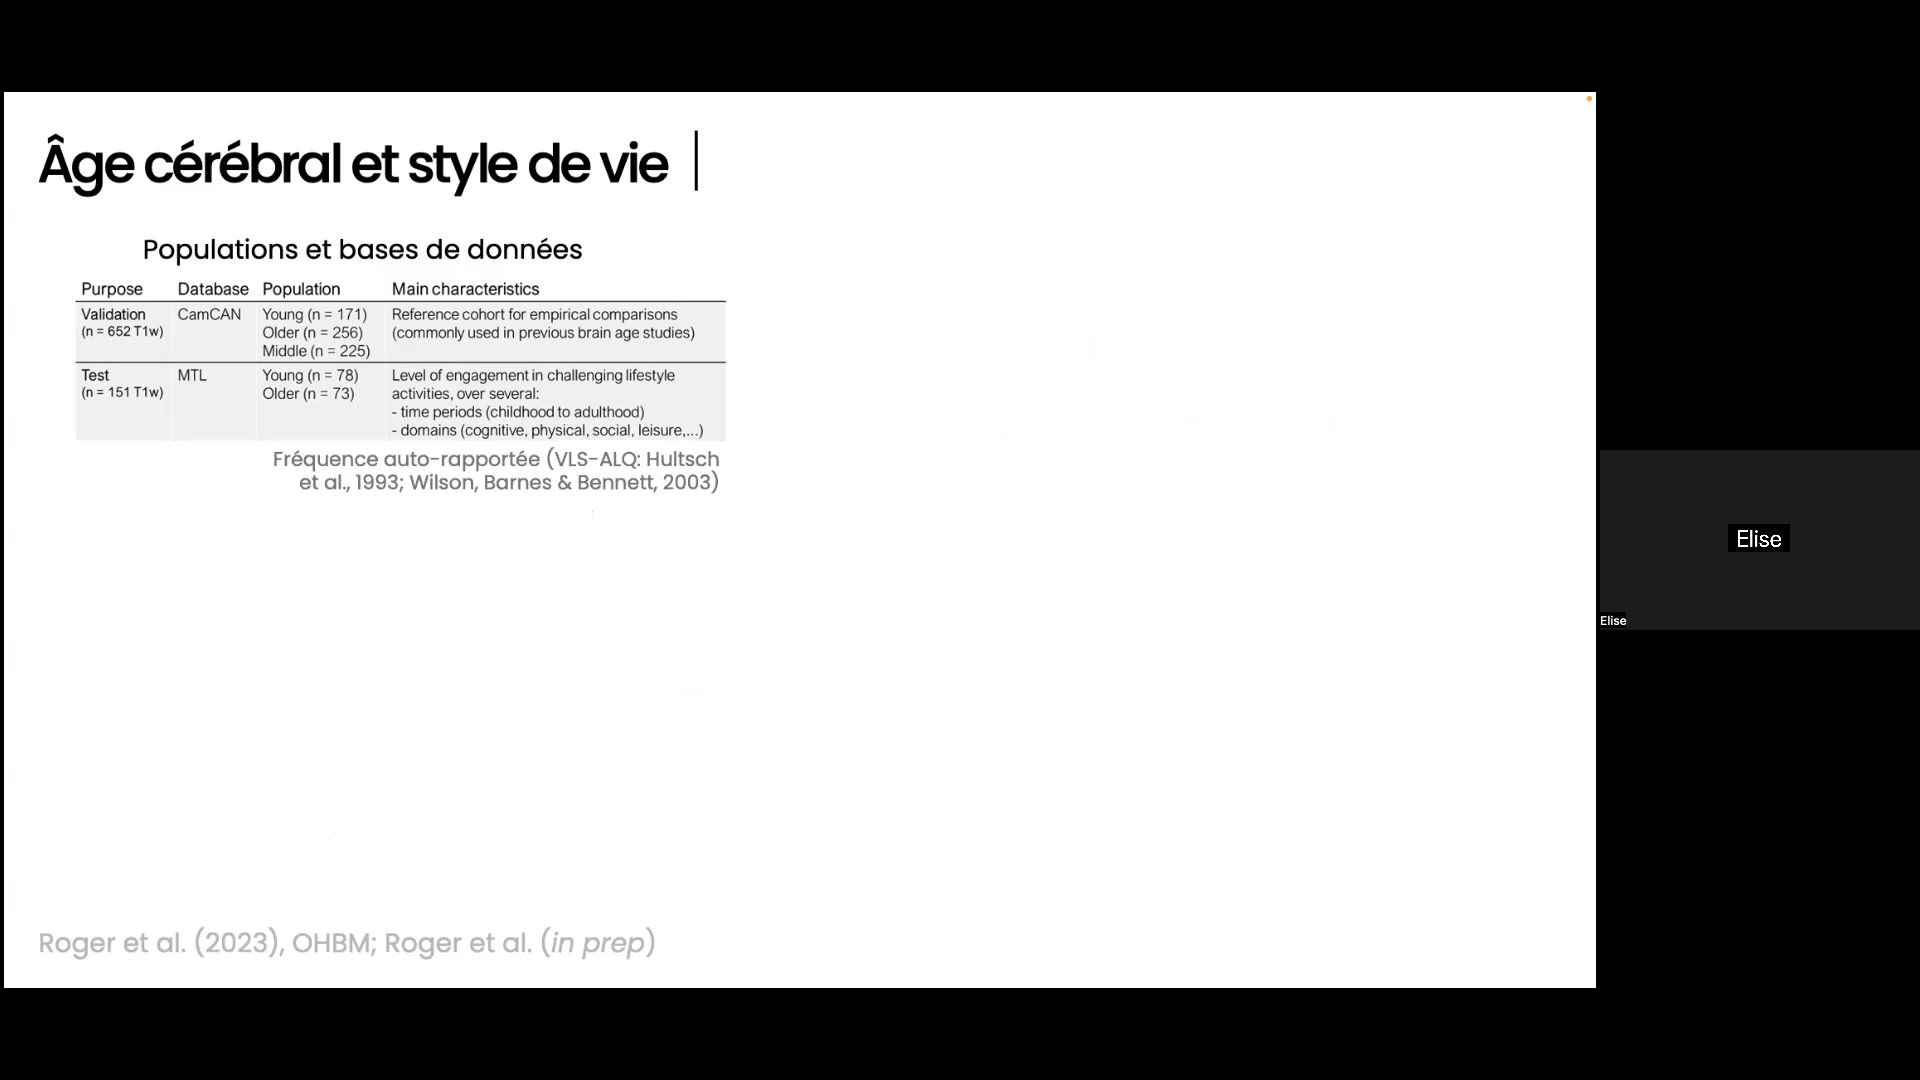 Âge cérébral et style de vie |
Populations et bases de données
Purpose Database Population Main characteristics
Validation CamCAN Young (n = 171) Reference cohort for empirical comparisons
(n = 652 T1w) Older (n = 256) (commonly used in previous brain age studies)
Middle (n = 225)
Test MTL Young (n = 78) Level of engagement in challenging lifestyle
(n = 151 T1w) Older (n = 73) activities, over several:
- time periods (childhood to adulthood)
- domains (cognitive, physical, social, leisure,...)
Fréquence auto-rapportée (VLS-ALQ: Hultsch
et al., 1993; Wilson, Barnes & Bennett, 2003)
Roger et al. (2023), OHBM; Roger et al. (in prep)
Elise
Elise